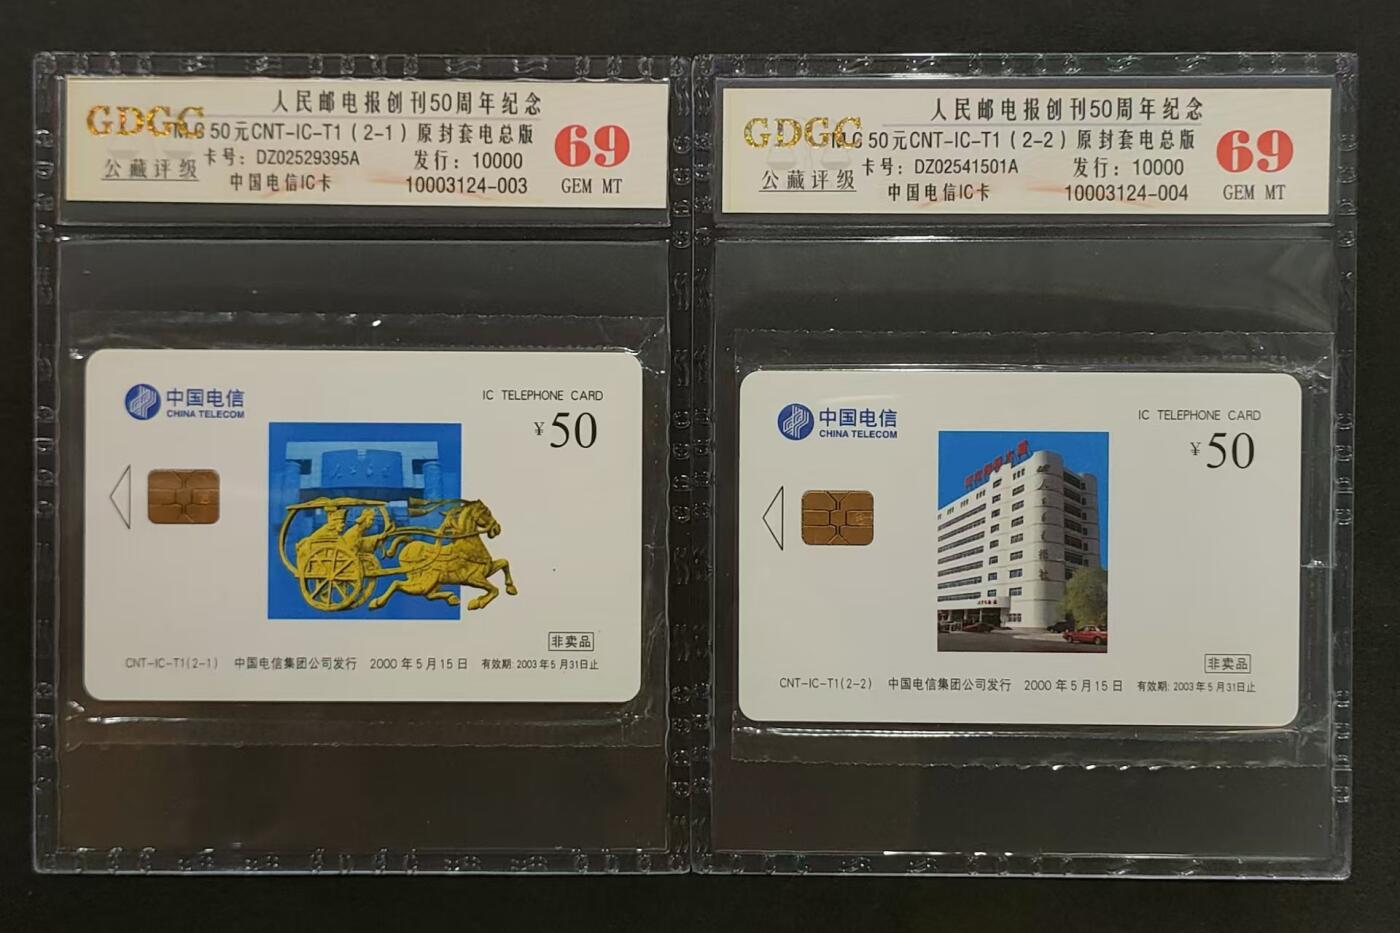 GDGC
公藏评级
人民邮电报创刊50周年纪念
50元CNT-IC-T1（2-1）原封套电总版
卡号：DZ02529395A 发行：10000
中国电信IC卡 10003124-003
69
GEM MT
中国电信
CHINA TELECOM
IC TELEPHONE CARD
¥50
非卖品
CNT-IC-T1(2-1) 中国电信集团公司发行 2000年5月15日 有效期:2003年5月31日止
GDGC
公藏评级
人民邮电报创刊50周年纪念
50元CNT-IC-T1（2-2）原封套电总版
卡号：DZ02541501A 发行：10000
中国电信IC卡 10003124-004
69
GEM MT
中国电信
CHINA TELECOM
IC TELEPHONE CARD
¥50
非卖品
CNT-IC-T1(2-2) 中国电信集团公司发行 2000年5月15日 有效期:2003年5月31日止